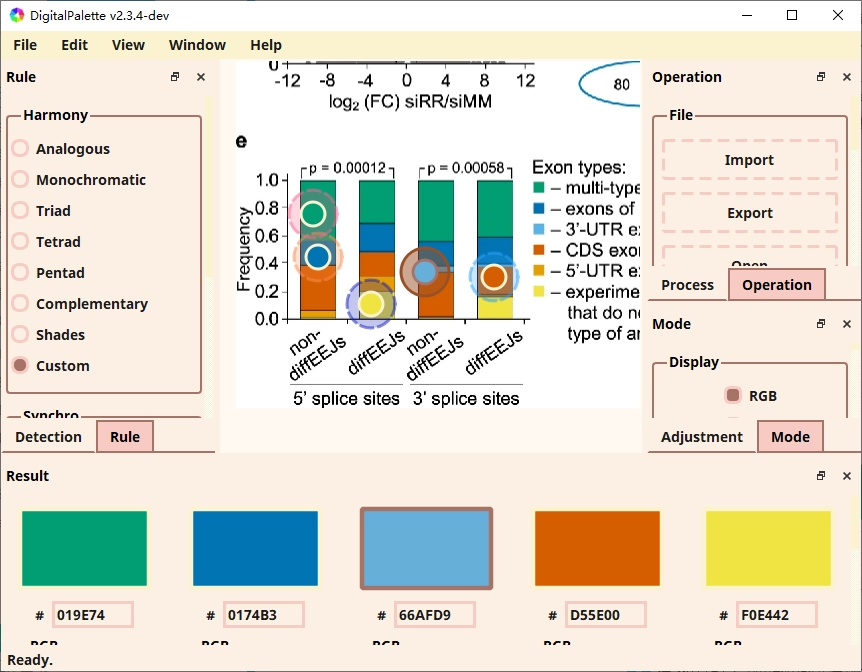 DigitalPalette v2.3.4-dev
File Edit View Window Help
Rule
Harmony
Analogous
Monochromatic
Triad
Tetrad
Pentad
Complementary
Shades
Custom
Synchro
Detection Rule
0
-12 -8 -4 0 4 8 12
log₂ (FC) siRR/siMM
80
e
p = 0.00012 p = 0.00058
Frequency
1.0
0.8
0.6
0.4
0.2
0.0
non-diffEEJs
diffEEJs
non-diffEEJs
diffEEJs
5' splice sites 3' splice sites
Exon types:
– multi-type
– exons of
– 3'-UTR ex
– CDS exon
– 5'-UTR e
– experime
that do ne
type of an
Operation
File
Import
Export
Open
Process Operation
Mode
Display
RGB
Adjustment Mode
Result
# 019E74 # 0174B3 # 66AFD9 # D55E00 # F0E442
RGB RGB RGB RGB RGB
Ready.